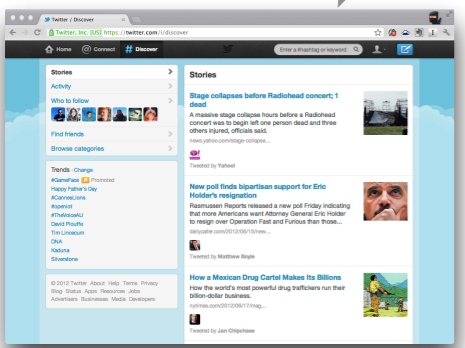 Twitter / Discover
Twitter, Inc. [US] https://twitter.com/i/discover
Home
Connect
# Discover
Enter a #hashtag or keyword
Stories
Activity
Who to follow
Find friends
Browse categories
Trends · Change
#GameFace Promoted
Happy Father's Day
#CannesLions
#openidl
#TheVoiceAU
David Plouffe
Tim Lincecum
DNA
Kaduna
Silverstone
© 2012 Twitter About Help Terms Privacy
Blog Status Apps Resources Jobs
Advertisers Businesses Media Developers
Stories
Stage collapses before Radiohead concert; 1
dead
A massive stage collapse hours before a Radiohead
concert was to begin left one person dead and three
others injured, officials said.
news.yahoo.com/stage-collapse...
Tweeted by Yahoo!
New poll finds bipartisan support for Eric
Holder's resignation
Rasmussen Reports released a new poll Friday indicating
that more Americans want Attorney General Eric Holder
to resign over Operation Fast and Furious than those...
dailycaller.com/2012/06/15/new...
Tweeted by Matthew Boyle
How a Mexican Drug Cartel Makes Its Billions
How the world's most powerful drug traffickers run their
billion-dollar business.
nytimes.com/2012/06/17/mag...
Tweeted by Jan Chipchase